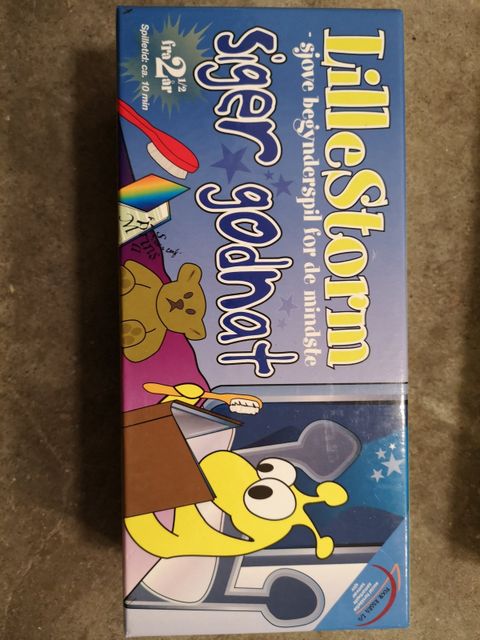 LilleStorm
- sjove begynderspil for de mindste
siger godnat
fra
2 1/2
år
Spilletid: ca. 10 min